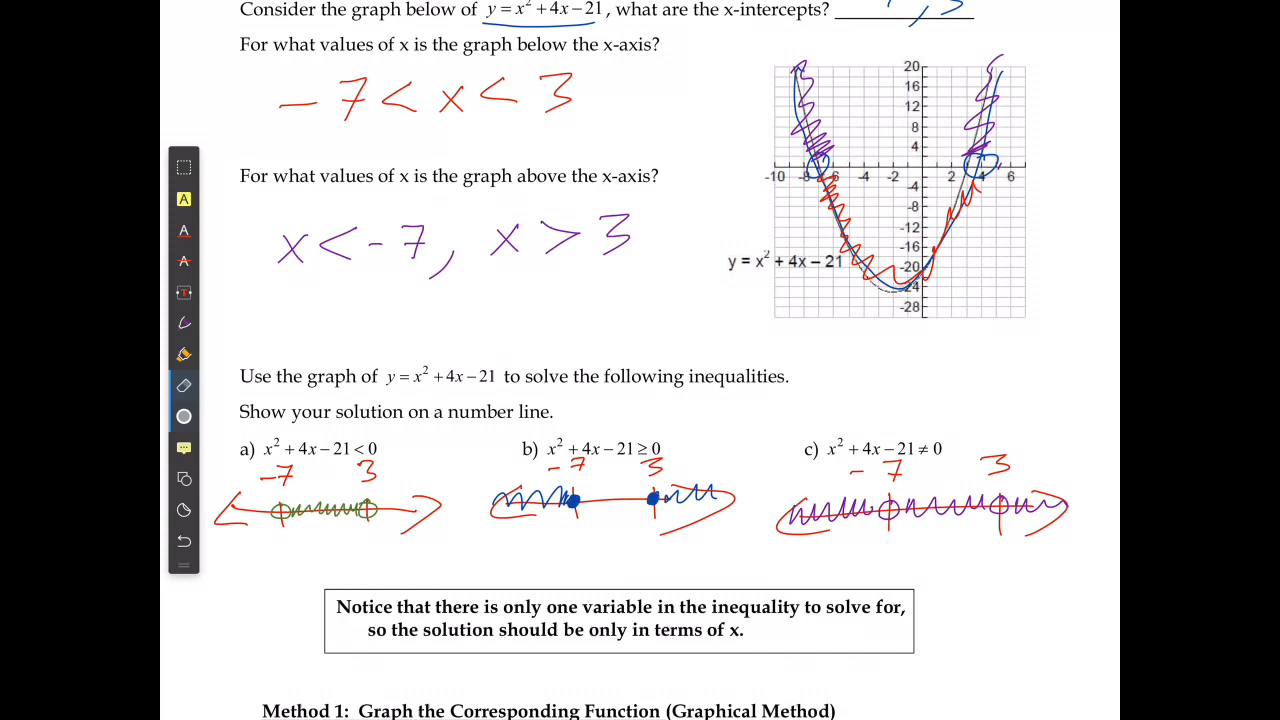 Consider the graph below of y = x² + 4x − 21, what are the x-intercepts? , 3
For what values of x is the graph below the x-axis?
− 7 < x < 3
For what values of x is the graph above the x-axis?
x < - 7 , x > 3
20
16
12
8
4
-10 -8 -6 -4 -2 2 4 6
-4
-8
-12
-16
-20
-24
-28
y = x² + 4x − 21
Use the graph of y = x² + 4x − 21 to solve the following inequalities.
Show your solution on a number line.
a) x² + 4x − 21 < 0 b) x² + 4x − 21 ≥ 0 c) x² + 4x − 21 ≠ 0
-7 3 -7 3 -7 3
Notice that there is only one variable in the inequality to solve for,
so the solution should be only in terms of x.
Method 1: Graph the Corresponding Function (Graphical Method)